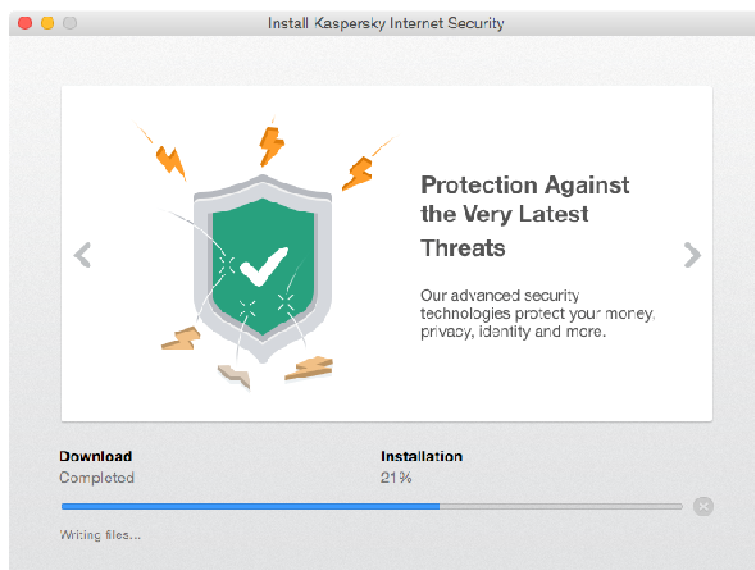 Install Kaspersky Internet Security
Protection Against
the Very Latest
Threats
Our advanced security
technologies protect your money,
privacy, identity and more.
Download
Completed
Installation
21%
Writing files...